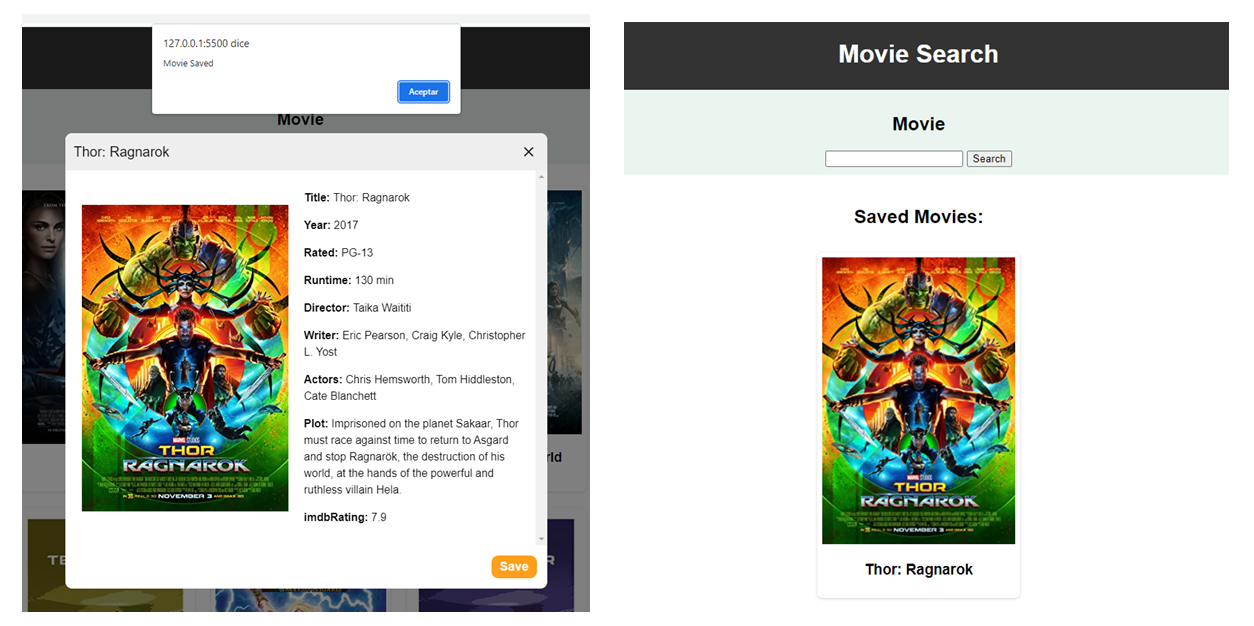 127.0.0.1:5500 dice
Movie Saved
Aceptar
Movie
Thor: Ragnarok
Title: Thor: Ragnarok
Year: 2017
Rated: PG-13
Runtime: 130 min
Director: Taika Waititi
Writer: Eric Pearson, Craig Kyle, Christopher
L. Yost
Actors: Chris Hemsworth, Tom Hiddleston,
Cate Blanchett
Plot: Imprisoned on the planet Sakaar, Thor
must race against time to return to Asgard
and stop Ragnarök, the destruction of his
world, at the hands of the powerful and
ruthless villain Hela.
imdbRating: 7.9
MARVEL STUDIOS
THOR
RAGNAROK
NOVEMBER 3
Save
Movie Search
Movie
Search
Saved Movies:
MARVEL STUDIOS
THOR
RAGNAROK
NOVEMBER 3
Thor: Ragnarok